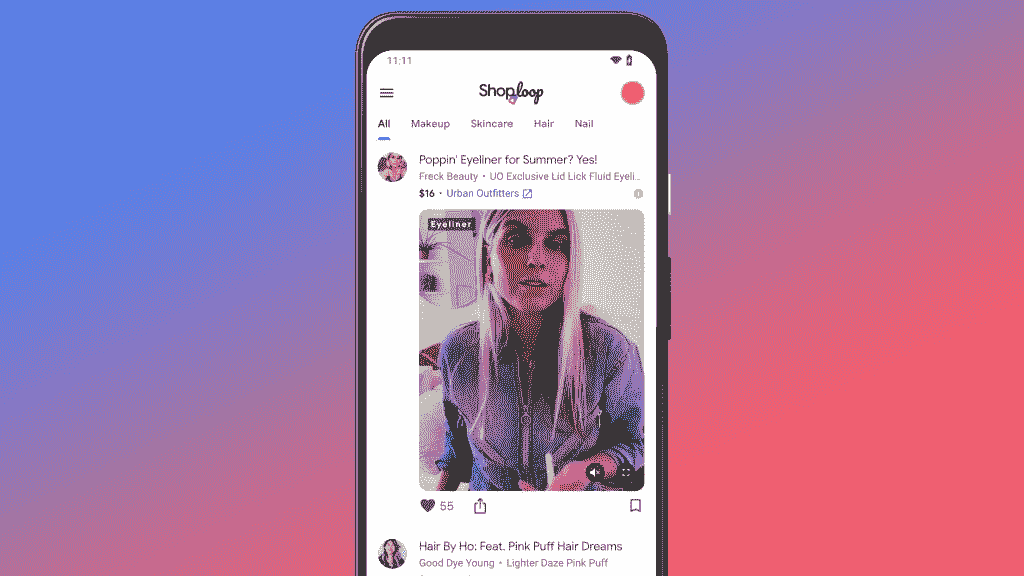 11:11
Shoploop
All Makeup Skincare Hair Nail
Poppin' Eyeliner for Summer? Yes!
Freck Beauty • UO Exclusive Lid Lick Fluid Eyeli...
$16 • Urban Outfitters
Eyeliner
55
Hair By Ho: Feat. Pink Puff Hair Dreams
Good Dye Young • Lighter Daze Pink Puff